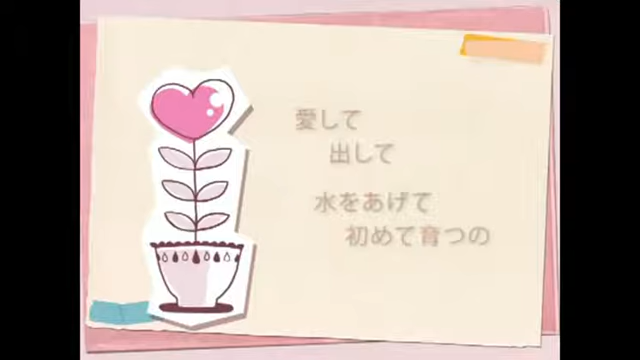 愛して
出して
水をあげて
初めて育つの